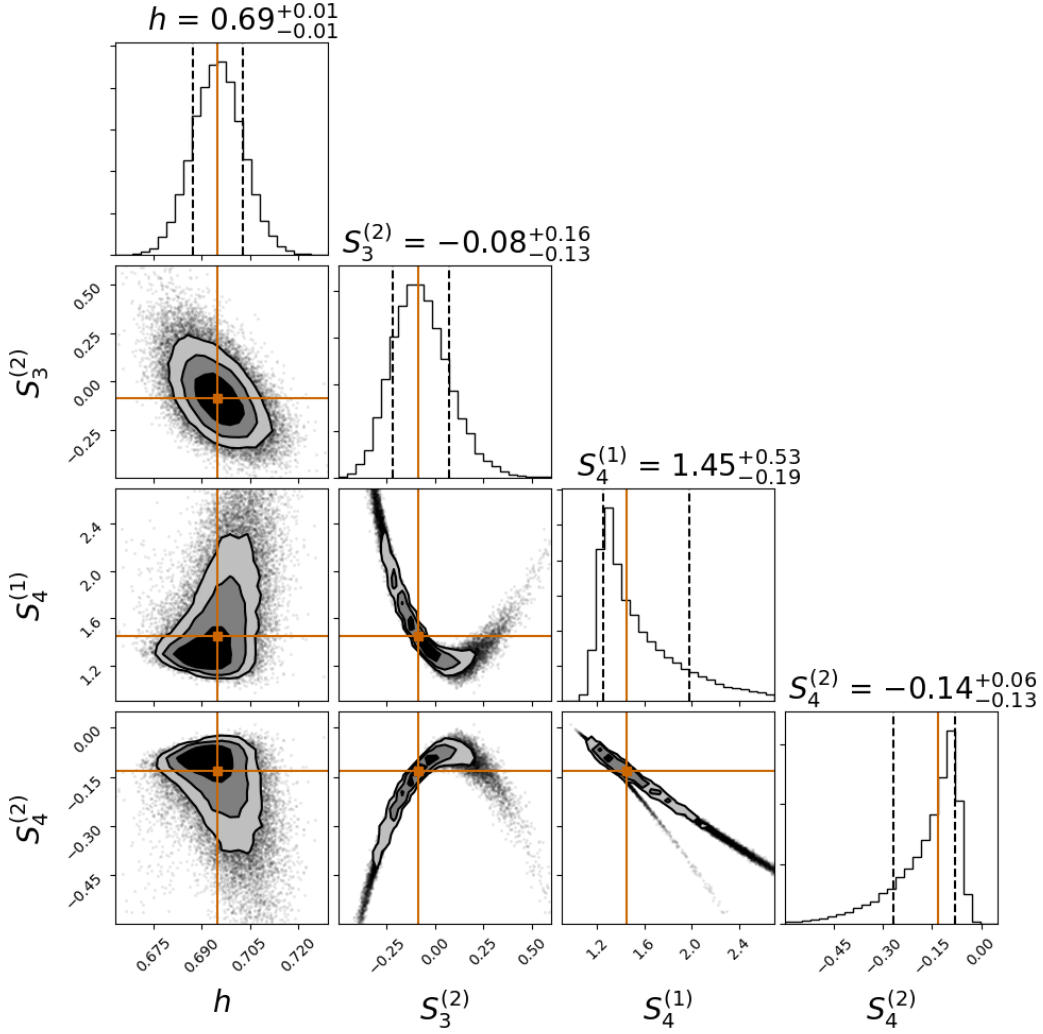 h = 0.69^{+0.01}_{-0.01}
S_3^{(2)} = −0.08^{+0.16}_{-0.13}
0.50
0.25
0.00
−0.25
S_3^{(2)}
S_4^{(1)} = 1.45^{+0.53}_{-0.19}
2.4
2.0
1.6
1.2
S_4^{(1)}
S_4^{(2)} = −0.14^{+0.06}_{-0.13}
0.00
−0.15
−0.30
−0.45
S_4^{(2)}
0.675 0.690 0.705 0.720 −0.25 0.00 0.25 0.50 1.2 1.6 2.0 2.4 −0.45 −0.30 −0.15 0.00
h S_3^{(2)} S_4^{(1)} S_4^{(2)}